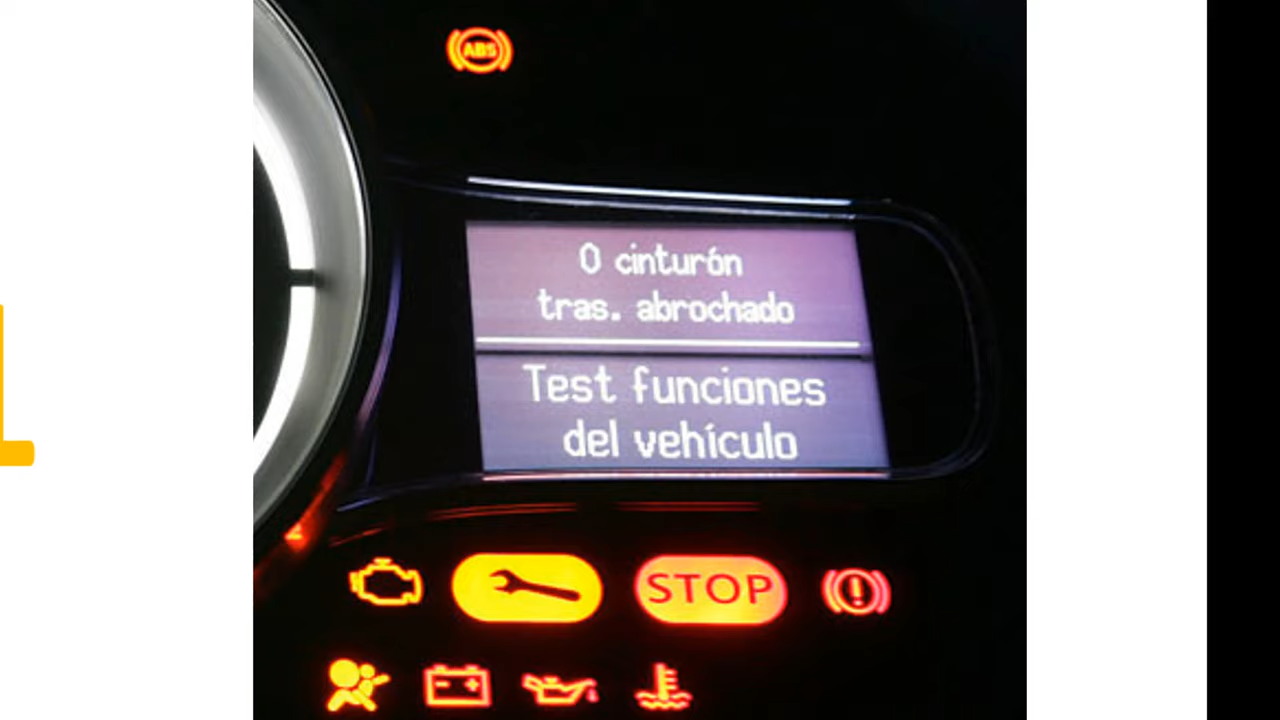 ABS
0 cinturón
tras. abrochado
Test funciones
del vehículo
STOP